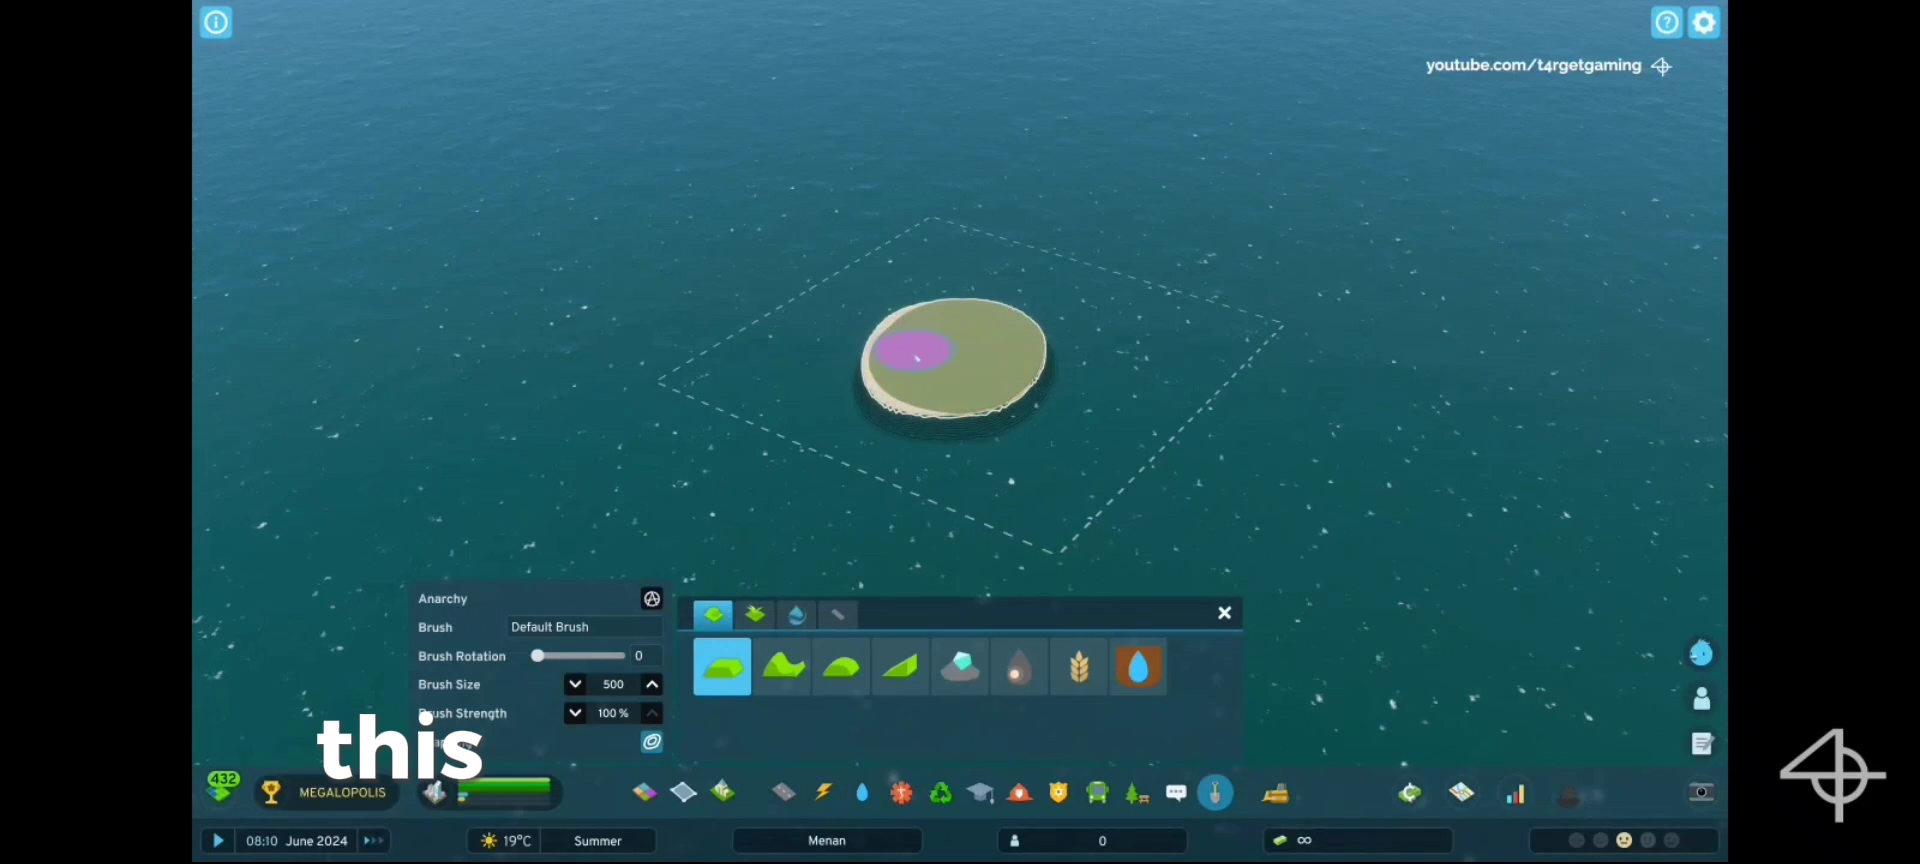 youtube.com/t4rgetgaming
Anarchy
Brush Default Brush
Brush Rotation 0
Brush Size 500
Brush Strength 100 %
this
432
MEGALOPOLIS
08:10 June 2024 19°C Summer Menan 0 ∞